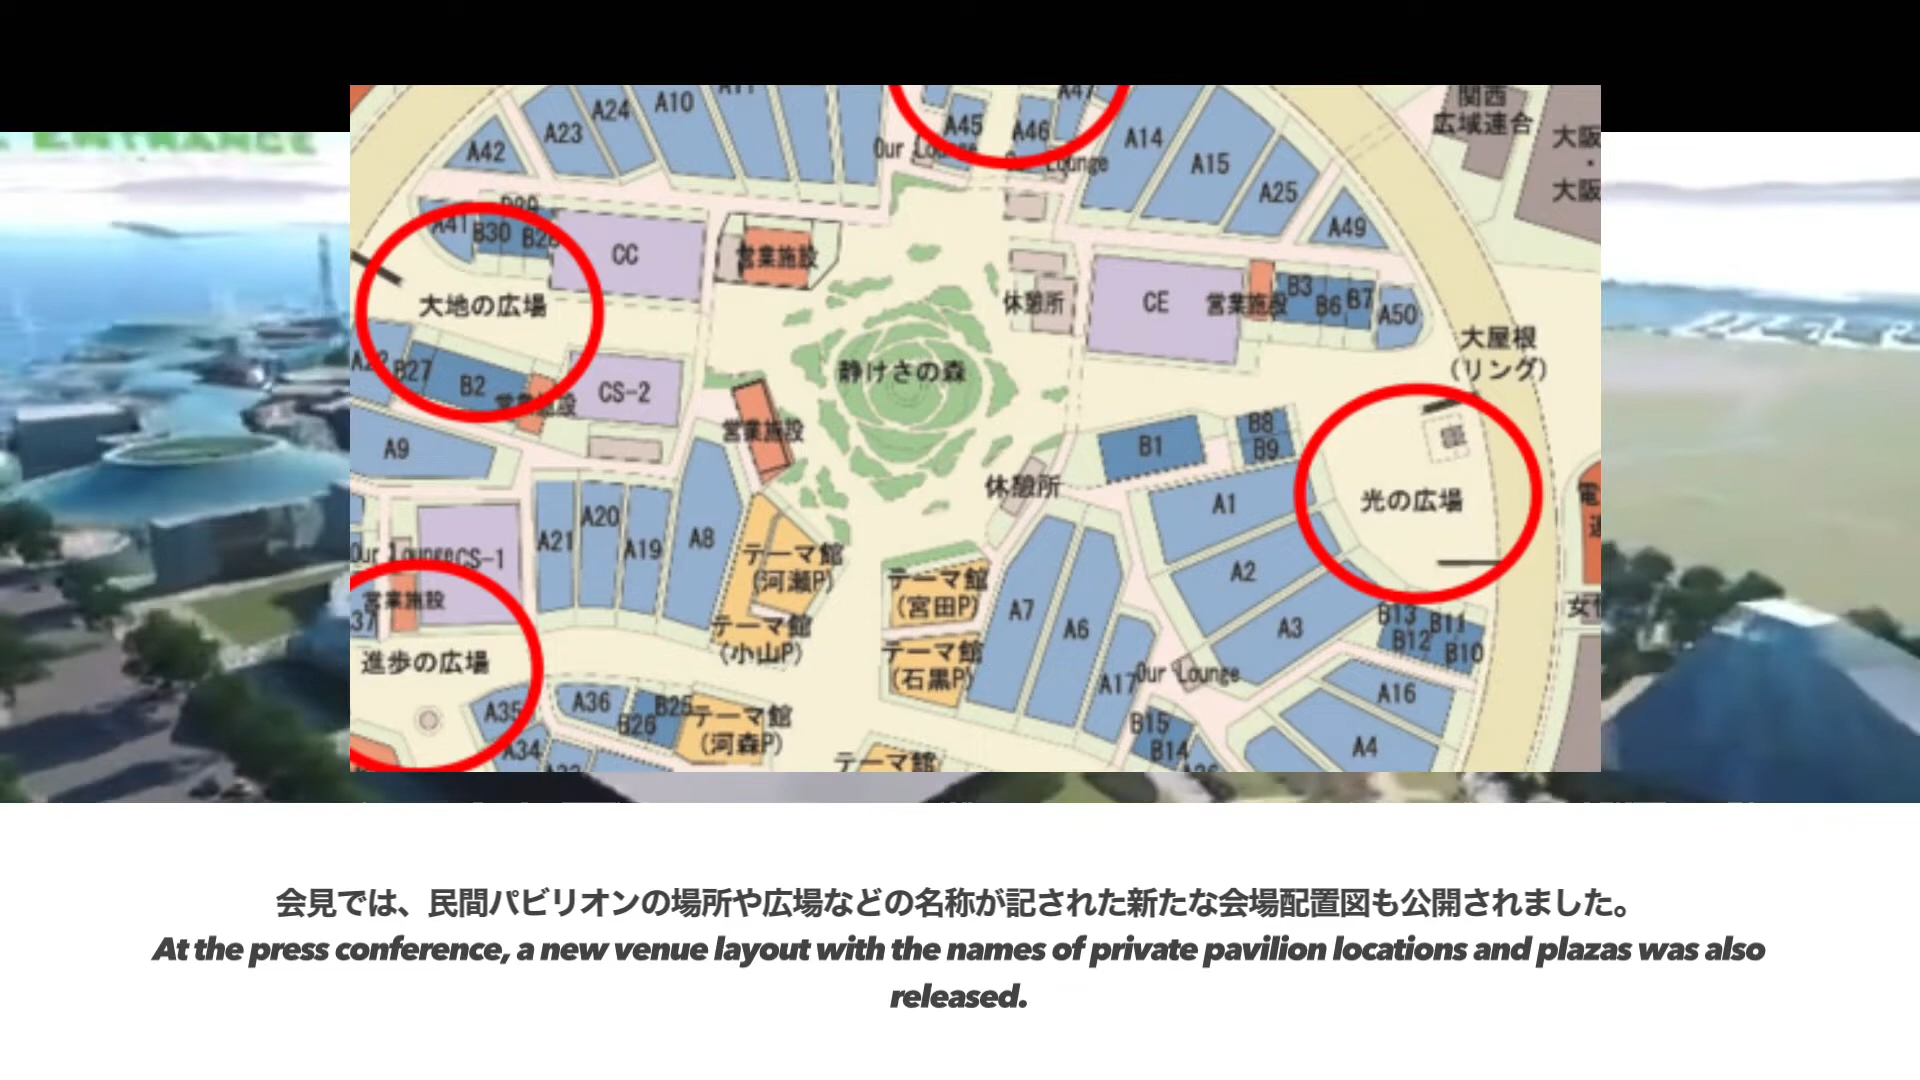 ENTRANCE
関西
広域連合
大阪
・
大阪
A24
A10
A11
A23
A42
A45
A46
A47
Our Lounge
Our Lounge
A14
A15
A25
A49
A41
B30
B29
CC
営業施設
大地の広場
休憩所
CE
営業施設
B3
B6
B7
A50
大屋根
(リング)
B27
B2
営業施設
CS-2
静けさの森
営業施設
A9
B1
B8
B9
休憩所
A1
光の広場
A21
A20
A19
A8
Our Lounge
CS-1
営業施設
テーマ館
(河瀬P)
テーマ館
(宮田P)
A7
A6
A2
A3
B13
B11
B12
B10
37
進歩の広場
テーマ館
(小山P)
テーマ館
(石黒P)
A17
Our Lounge
A16
A35
A36
B26
B25
テーマ館
(河森P)
B15
B14
A4
A34
テーマ館
会見では、民間パビリオンの場所や広場などの名称が記された新たな会場配置図も公開されました。
At the press conference, a new venue layout with the names of private pavilion locations and plazas was also
released.